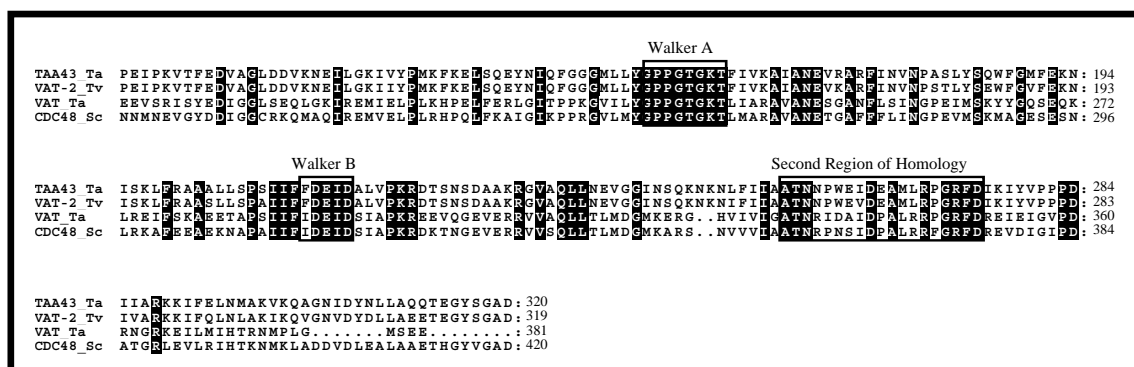 Walker A
TAA43_Ta PEIPKVTFEDVAGLDDVKNEILGKIVYPMKFKELSQEYNIQFGGGMLLYGPPGTGKTFIVKAIANEVRARFINVNPASLYSQWFGMFEKN: 194
VAT-2_Tv PEIPKVTFEDVAGLDDVKNEILGKIIYPMKFKELSQEYNIQFGGGMLLYGPPGTGKTFIVKAIANEVKARFINVNPSTLYSEWFGVFEKN: 193
VAT_Ta EEVSRISYEDIGGLSEQLGKIREMIELPLKHPELFERLGITPPKGVILYGPPGTGKTLIARAVANESGANFLSINGPEIMSKYYGQSEQK: 272
CDC48_Sc NNMNEVGYDDIGGCRKQMAQIREMVELPLRHPQLFKAIGIKPPRGVLMYGPPGTGKTLMARAVANETGAFFFLINGPEVMSKMAGESESN: 296
Walker B Second Region of Homology
TAA43_Ta ISKLFRAAALLSPSIIFFDEIDALVPKRDTSNSDAAKRGVAQLLNEVGGINSQKNKNLFIIAATNNPWEIDEAMLRPGRFDIKIYVPPPD: 284
VAT-2_Tv ISKLFRAAALLSPSIIFFDEIDALVPKRDTSNSDAAKRGVAQLLNEVGGINSQKNKNLFIIAATNNPWEVDEAMLRPGRFDIKIYVPPPD: 283
VAT_Ta LREIFSKAEETAPSIIFIDEIDSIAPKREEVQGEVERRVVAQLLTLMDGMKERG..HVIVIGATNRIDAIDPALRRPGRFDREIEIGVPD: 360
CDC48_Sc LRKAFEEAEKNAPAIIFIDEIDSIAPKRDKTNGEVERRVVSQLLTLMDGMKARS..NVVVIAATNRPNSIDPALRRFGRFDREVDIGIPD: 384
TAA43_Ta IIARKKIFELNMAKVKQAGNIDYNLLAQQTEGYSGAD: 320
VAT-2_Tv IVARKKIFQLNLAKIKQVGNVDYDLLAEETEGYSGAD: 319
VAT_Ta RNGRKEILMIHTRNMPLG.......MSEE........: 381
CDC48_Sc ATGRLEVLRIHTKNMKLADDVDLEALAAETHGYVGAD: 420